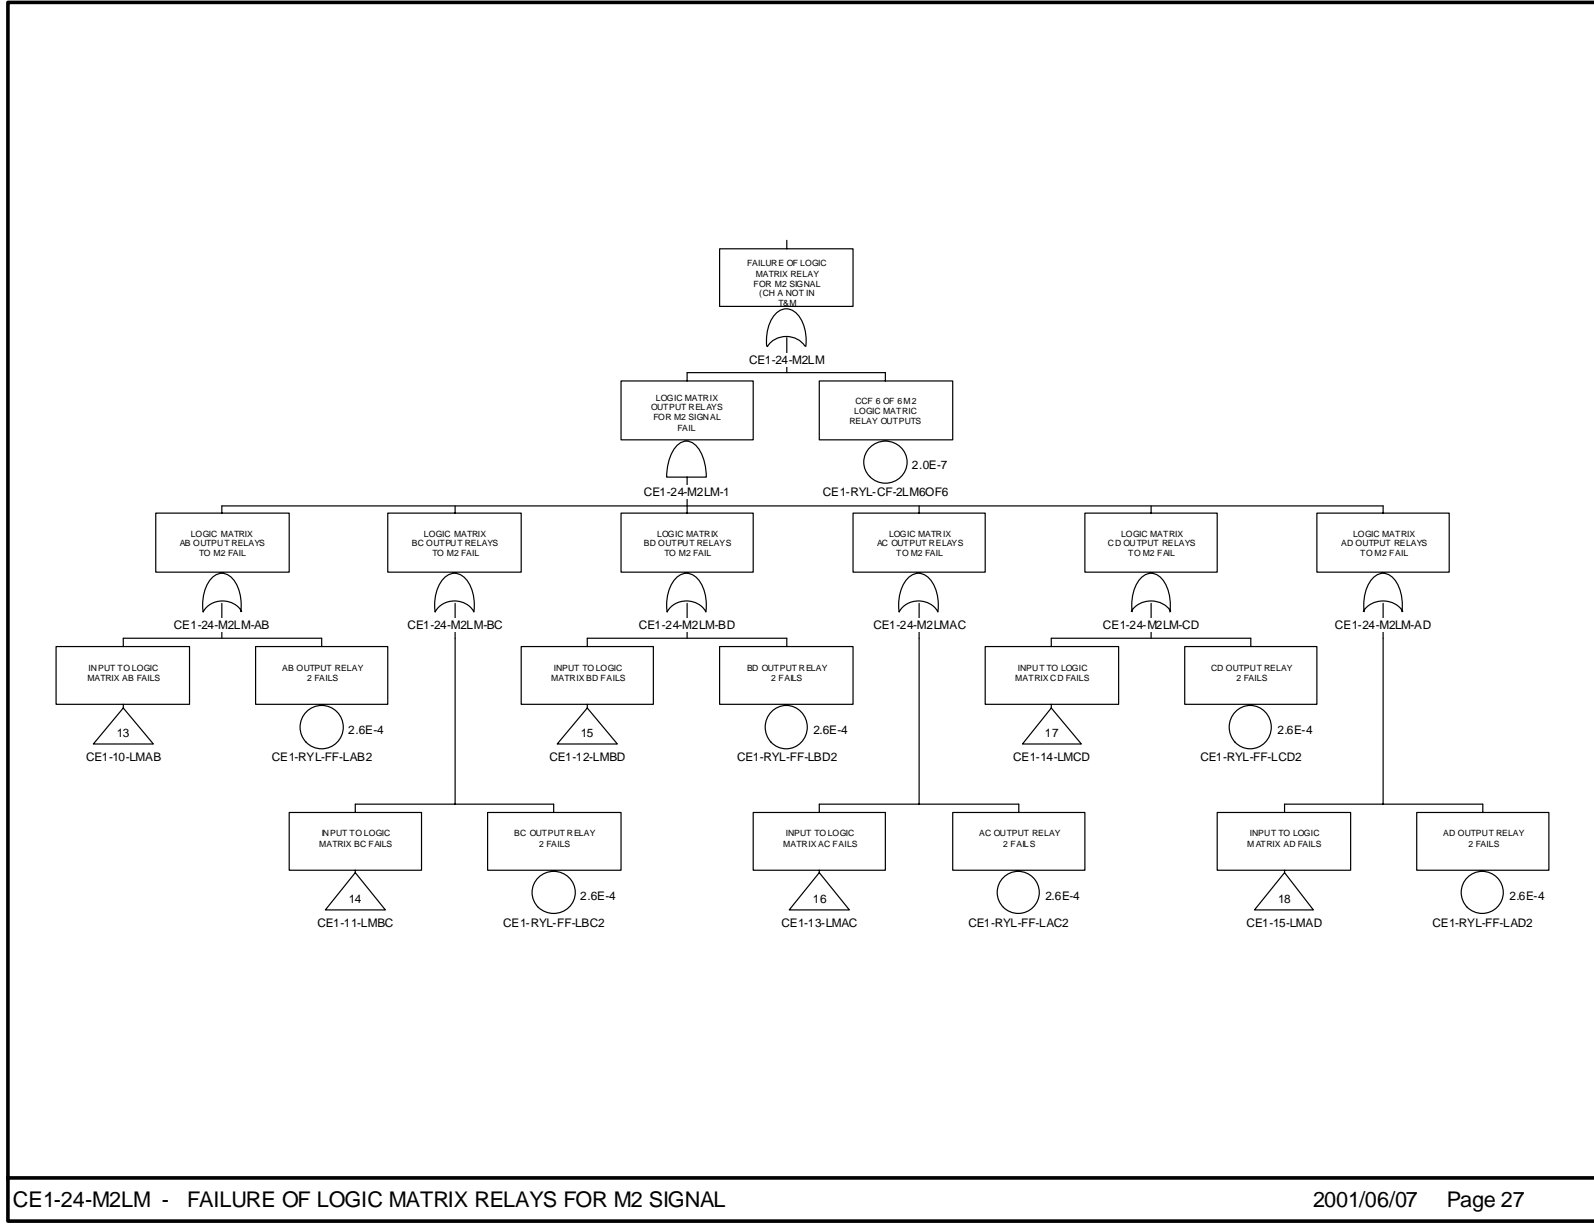 FAILURE OF LOGIC
MATRIX RELAY
FOR M2 SIGNAL
(CH A NOT IN
T&M
CE1-24-M2LM
LOGIC MATRIX
OUTPUT RELAYS
FOR M2 SIGNAL
FAIL
CE1-24-M2LM-1
CCF 6 OF 6 M2
LOGIC MATRIC
RELAY OUTPUTS
2.0E-7
CE1-RYL-CF-2LM6OF6
LOGIC MATRIX
AB OUTPUT RELAYS
TO M2 FAIL
CE1-24-M2LM-AB
LOGIC MATRIX
BC OUTPUT RELAYS
TO M2 FAIL
CE1-24-M2LM-BC
LOGIC MATRIX
BD OUTPUT RELAYS
TO M2 FAIL
CE1-24-M2LM-BD
LOGIC MATRIX
AC OUTPUT RELAYS
TO M2 FAIL
CE1-24-M2LMAC
LOGIC MATRIX
CD OUTPUT RELAYS
TO M2 FAIL
CE1-24-M2LM-CD
LOGIC MATRIX
AD OUTPUT RELAYS
TO M2 FAIL
CE1-24-M2LM-AD
INPUT TO LOGIC
MATRIX AB FAILS
13
CE1-10-LMAB
AB OUTPUT RELAY
2 FAILS
2.6E-4
CE1-RYL-FF-LAB2
INPUT TO LOGIC
MATRIX BD FAILS
15
CE1-12-LMBD
BD OUTPUT RELAY
2 FAILS
2.6E-4
CE1-RYL-FF-LBD2
INPUT TO LOGIC
MATRIX CD FAILS
17
CE1-14-LMCD
CD OUTPUT RELAY
2 FAILS
2.6E-4
CE1-RYL-FF-LCD2
INPUT TO LOGIC
MATRIX BC FAILS
14
CE1-11-LMBC
BC OUTPUT RELAY
2 FAILS
2.6E-4
CE1-RYL-FF-LBC2
INPUT TO LOGIC
MATRIX AC FAILS
16
CE1-13-LMAC
AC OUTPUT RELAY
2 FAILS
2.6E-4
CE1-RYL-FF-LAC2
INPUT TO LOGIC
MATRIX AD FAILS
18
CE1-15-LMAD
AD OUTPUT RELAY
2 FAILS
2.6E-4
CE1-RYL-FF-LAD2
CE1-24-M2LM - FAILURE OF LOGIC MATRIX RELAYS FOR M2 SIGNAL
2001/06/07 Page 27